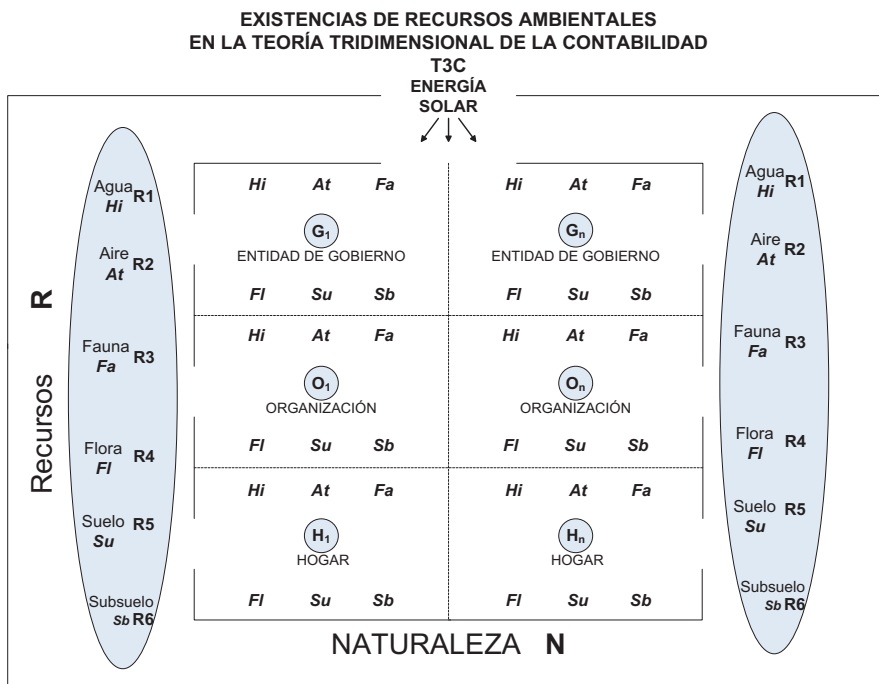 EXISTENCIAS DE RECURSOS AMBIENTALES
EN LA TEORÍA TRIDIMENSIONAL DE LA CONTABILIDAD
T3C
ENERGÍA
SOLAR
Recursos R
Agua
Hi R1
Aire
At R2
Fauna
Fa R3
Flora
Fl R4
Suelo
Su R5
Subsuelo
Sb R6
Hi At Fa
G1
ENTIDAD DE GOBIERNO
Fl Su Sb
Hi At Fa
Gn
ENTIDAD DE GOBIERNO
Fl Su Sb
Hi At Fa
O1
ORGANIZACIÓN
Fl Su Sb
Hi At Fa
On
ORGANIZACIÓN
Fl Su Sb
Hi At Fa
H1
HOGAR
Fl Su Sb
Hi At Fa
Hn
HOGAR
Fl Su Sb
Agua
Hi R1
Aire
At R2
Fauna
Fa R3
Flora
Fl R4
Suelo
Su R5
Subsuelo
Sb R6
NATURALEZA N